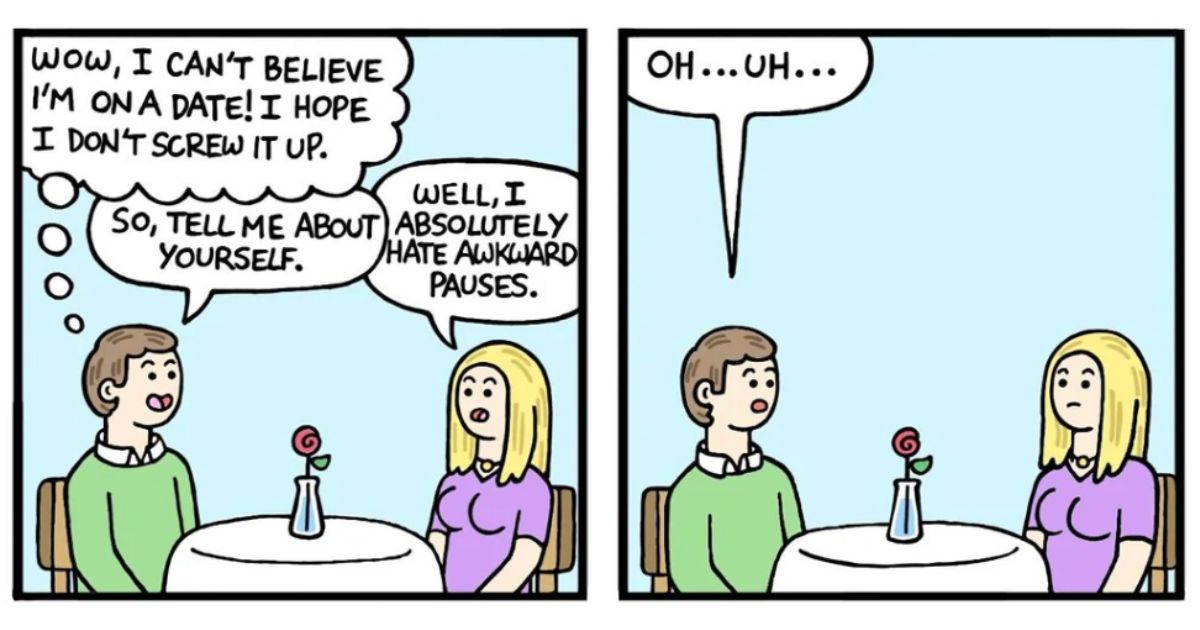 WOW, I CAN'T BELIEVE
I'M ON A DATE! I HOPE
I DON'T SCREW IT UP.
SO, TELL ME ABOUT
YOURSELF.
WELL, I
ABSOLUTELY
HATE AWKWARD
PAUSES.
OH...UH...